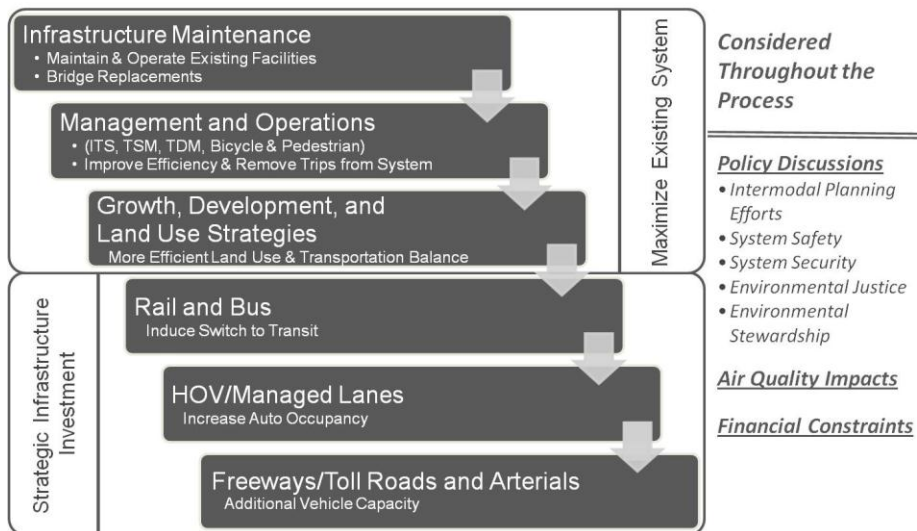 Infrastructure Maintenance
• Maintain & Operate Existing Facilities
• Bridge Replacements
Management and Operations
• (ITS, TSM, TDM, Bicycle & Pedestrian)
• Improve Efficiency & Remove Trips from System
Growth, Development, and
Land Use Strategies
More Efficient Land Use & Transportation Balance
Maximize Existing System
Rail and Bus
Induce Switch to Transit
HOV/Managed Lanes
Increase Auto Occupancy
Freeways/Toll Roads and Arterials
Additional Vehicle Capacity
Strategic Infrastructure
Investment
Considered
Throughout the
Process
Policy Discussions
• Intermodal Planning
Efforts
• System Safety
• System Security
• Environmental Justice
• Environmental
Stewardship
Air Quality Impacts
Financial Constraints